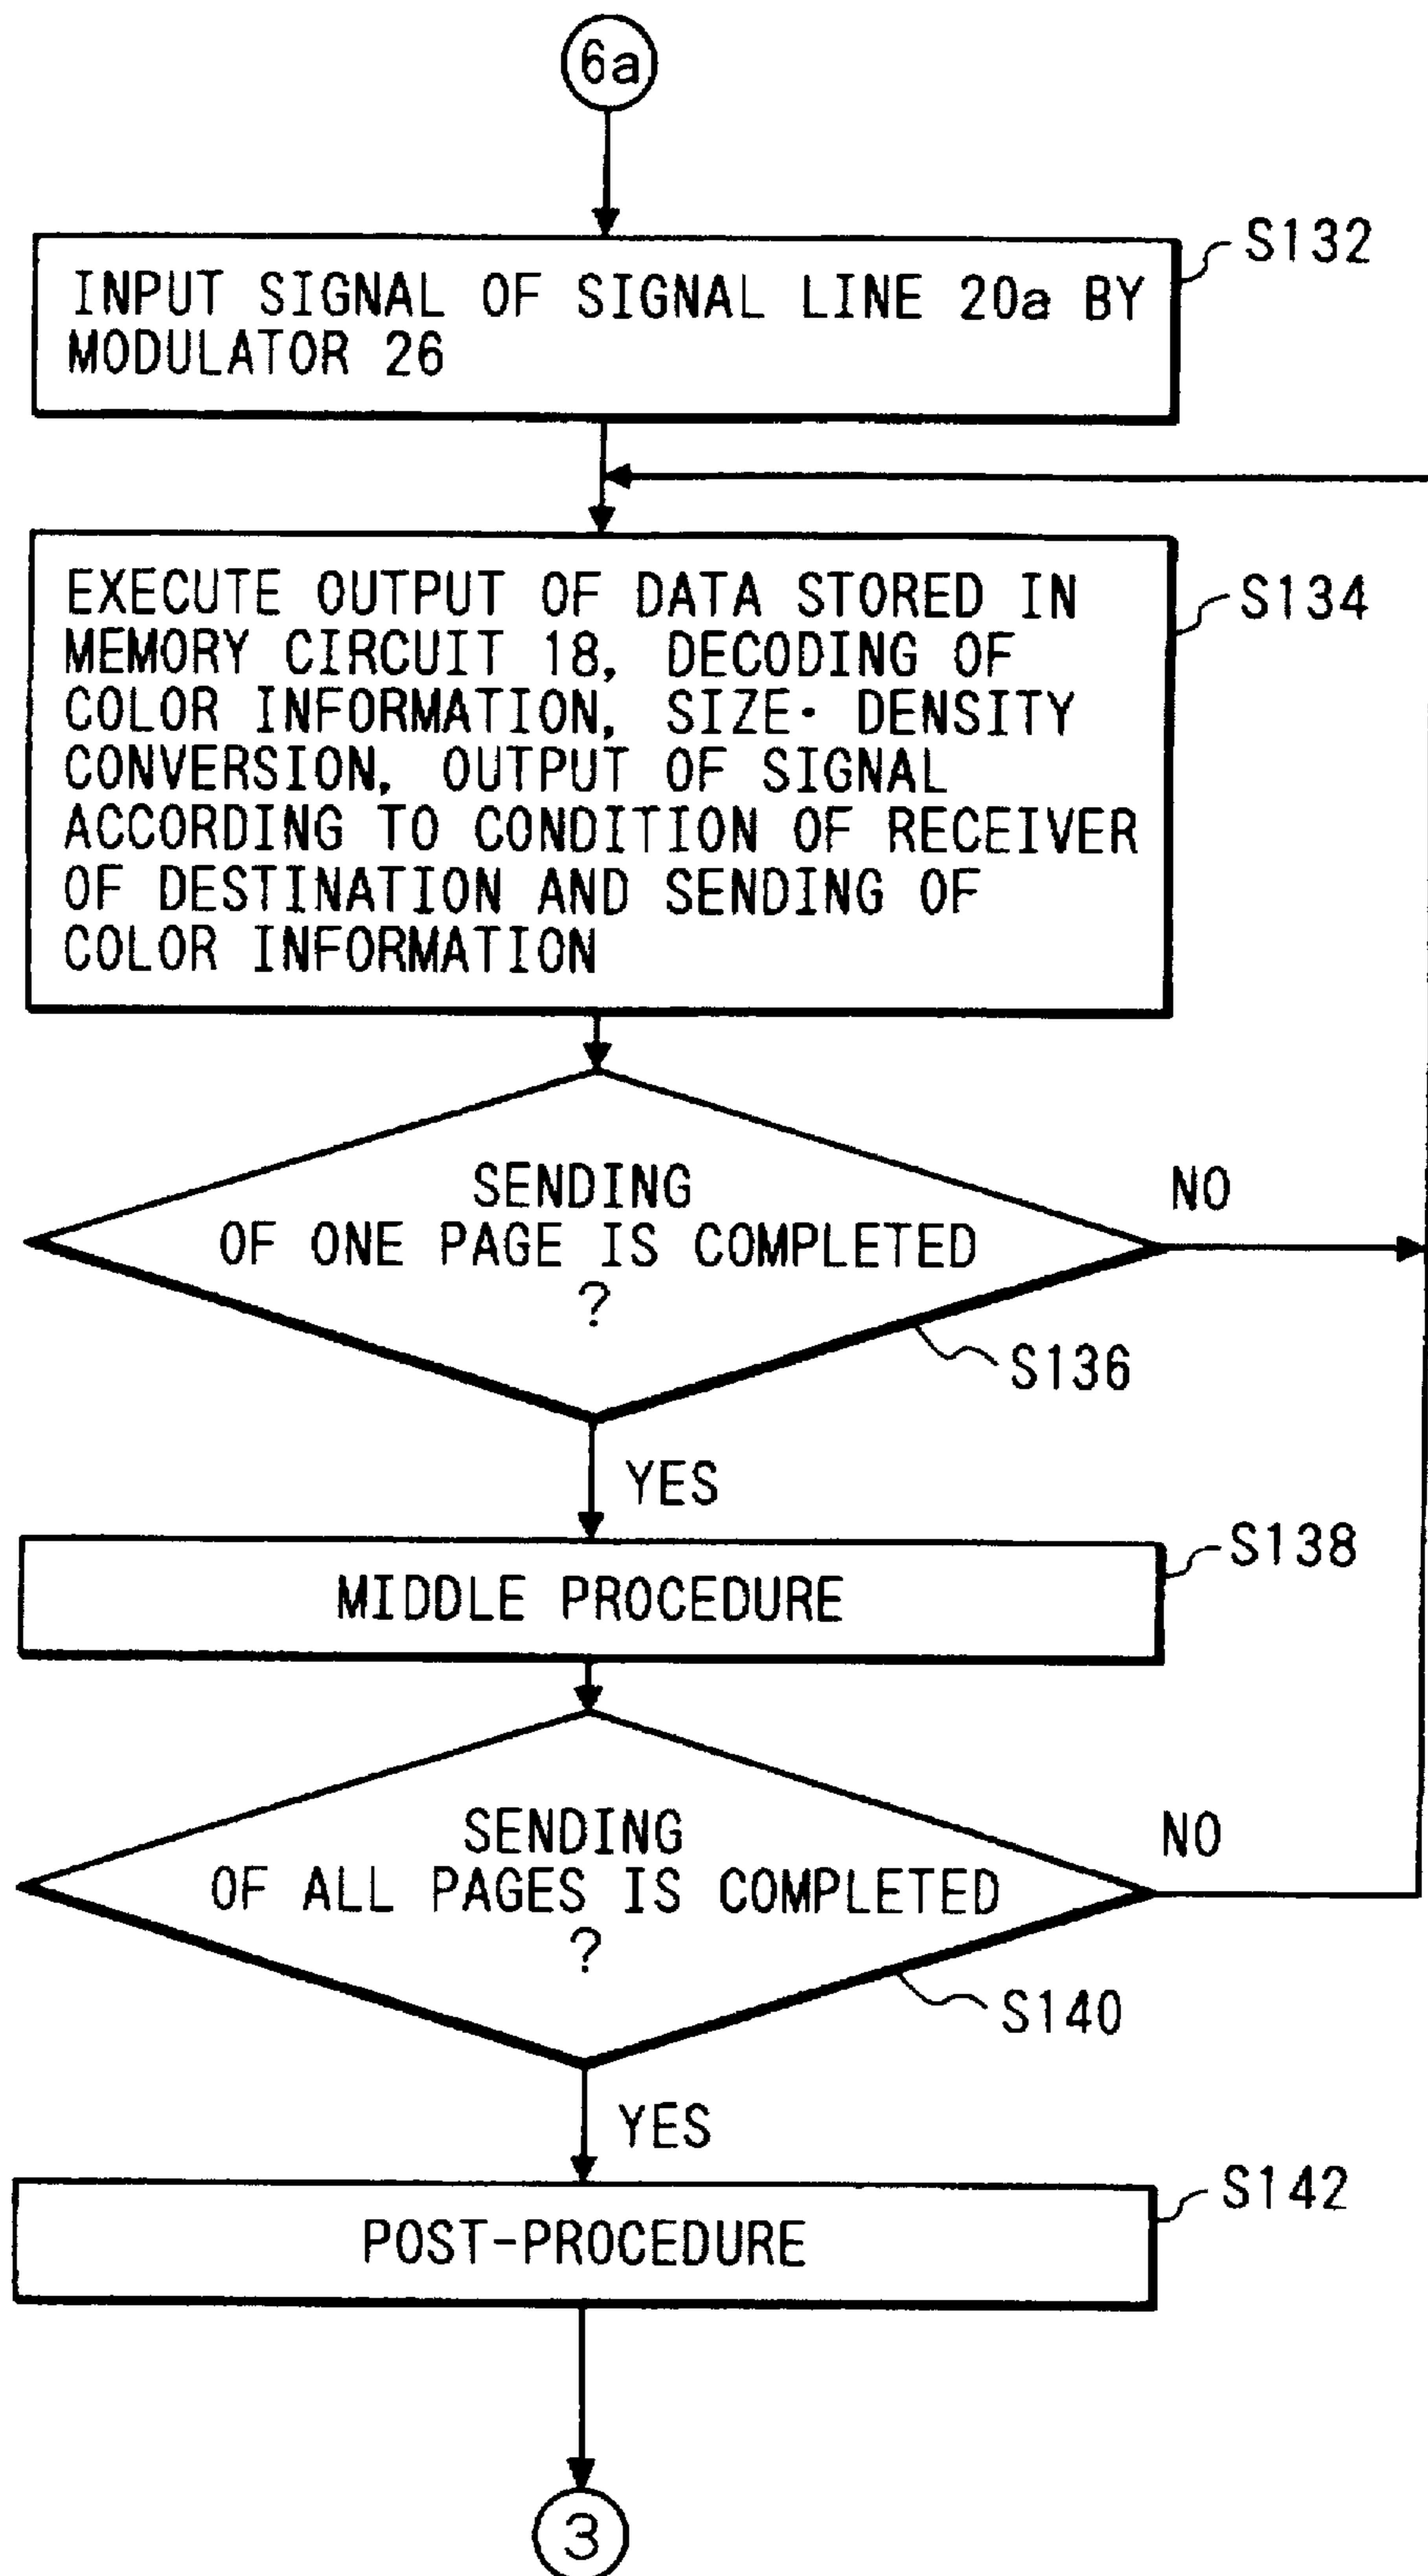 6a
S132
INPUT SIGNAL OF SIGNAL LINE 20a BY
MODULATOR 26
S134
EXECUTE OUTPUT OF DATA STORED IN
MEMORY CIRCUIT 18, DECODING OF
COLOR INFORMATION, SIZE· DENSITY
CONVERSION, OUTPUT OF SIGNAL
ACCORDING TO CONDITION OF RECEIVER
OF DESTINATION AND SENDING OF
COLOR INFORMATION
SENDING
OF ONE PAGE IS COMPLETED
?
NO
S136
YES
S138
MIDDLE PROCEDURE
SENDING
OF ALL PAGES IS COMPLETED
?
NO
S140
YES
S142
POST-PROCEDURE
3